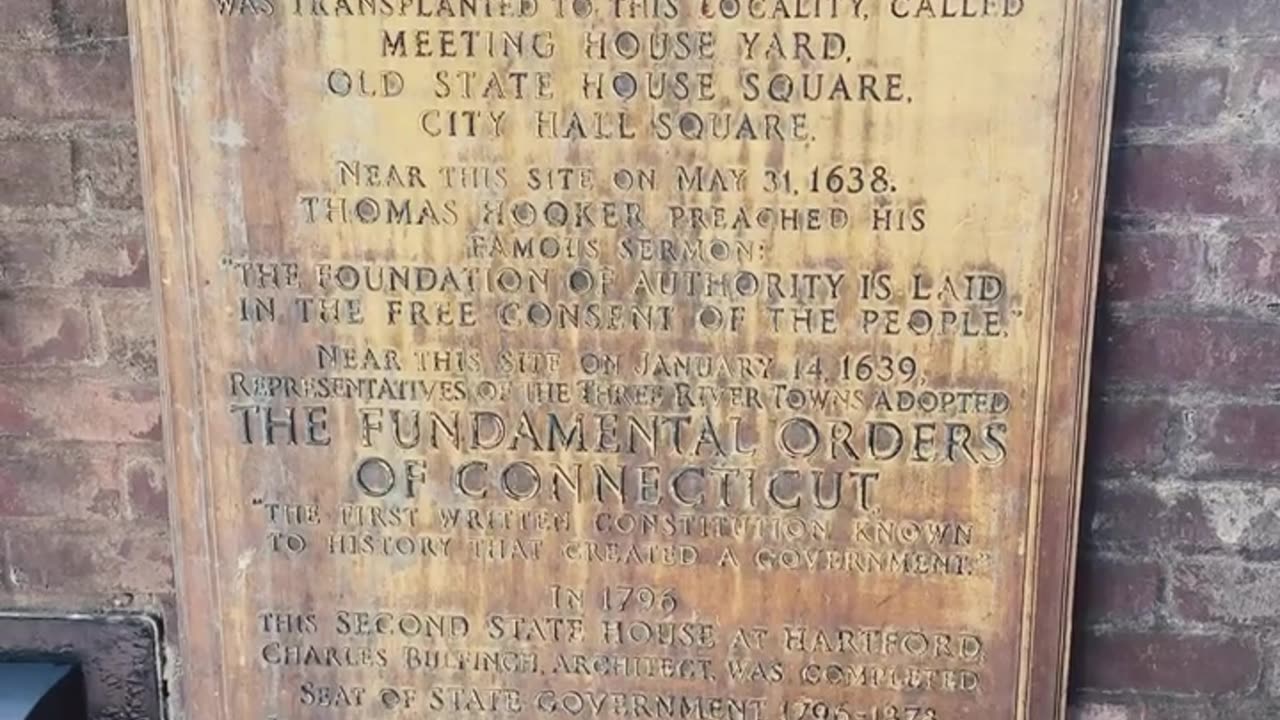 WAS TRANSPLANTED TO THIS LOCALITY, CALLED
MEETING HOUSE YARD,
OLD STATE HOUSE SQUARE,
CITY HALL SQUARE.
NEAR THIS SITE ON MAY 31, 1638.
THOMAS HOOKER PREACHED HIS
FAMOUS SERMON:
"THE FOUNDATION OF AUTHORITY IS LAID
IN THE FREE CONSENT OF THE PEOPLE."
NEAR THIS SITE ON JANUARY 14, 1639,
REPRESENTATIVES OF THE THREE RIVER TOWNS ADOPTED
THE FUNDAMENTAL ORDERS
OF CONNECTICUT
"THE FIRST WRITTEN CONSTITUTION KNOWN
TO HISTORY THAT CREATED A GOVERNMENT."
IN 1796
THIS SECOND STATE HOUSE AT HARTFORD
CHARLES BULFINCH, ARCHITECT, WAS COMPLETED
SEAT OF STATE GOVERNMENT 1796-1878